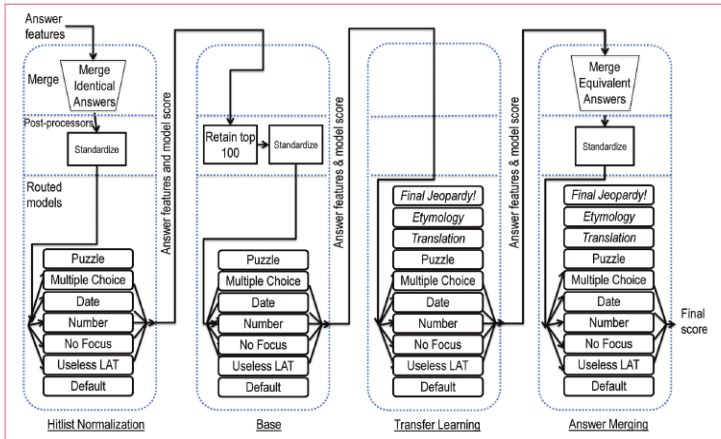 Answer
features
Merge
Merge
Identical
Answers
Post-processors
Standardize
Routed
models
Puzzle
Multiple Choice
Date
Number
No Focus
Useless LAT
Default
Hitlist Normalization
Answer features and model score
Retain top
100
Standardize
Puzzle
Multiple Choice
Date
Number
No Focus
Useless LAT
Default
Base
Answer features & model score
Final Jeopardy!
Etymology
Translation
Puzzle
Multiple Choice
Date
Number
No Focus
Useless LAT
Default
Transfer Learning
Answer features & model score
Merge
Equivalent
Answers
Standardize
Final Jeopardy!
Etymology
Translation
Puzzle
Multiple Choice
Date
Number
No Focus
Useless LAT
Default
Answer Merging
Final
score